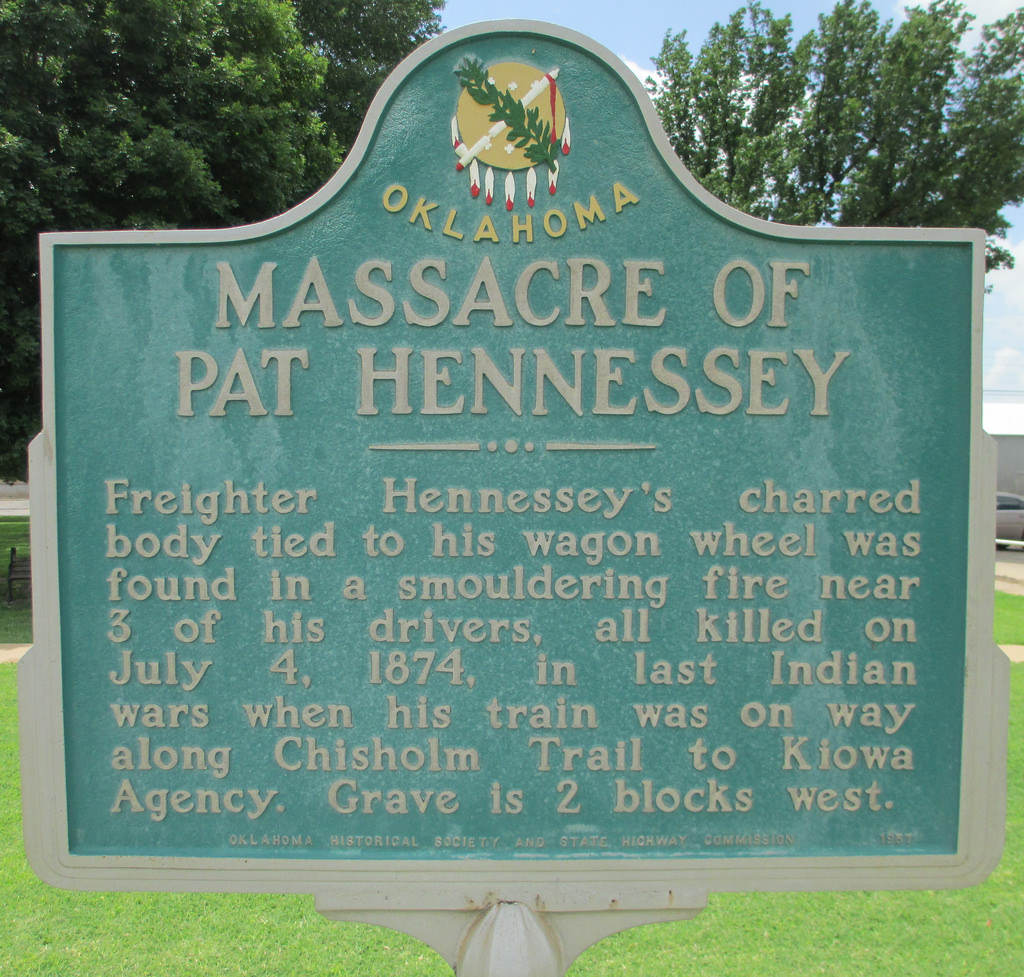 OKLAHOMA
MASSACRE OF
PAT HENNESSEY
Freighter Hennessey's charred
body tied to his wagon wheel was
found in a smouldering fire near
3 of his drivers, all killed on
July 4, 1874, in last Indian
wars when his train was on way
along Chisholm Trail to Kiowa
Agency. Grave is 2 blocks west.
OKLAHOMA HISTORICAL SOCIETY AND STATE HIGHWAY COMMISSION 1957